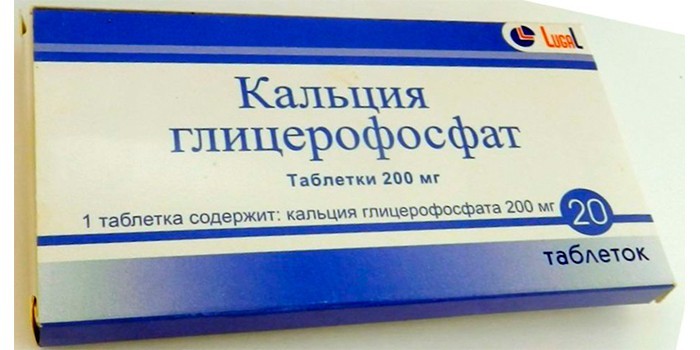 LUGAL
Кальция
глицерофосфат
Таблетки 200 мг
1 таблетка содержит: кальция глицерофосфата 200 мг
20
таблеток